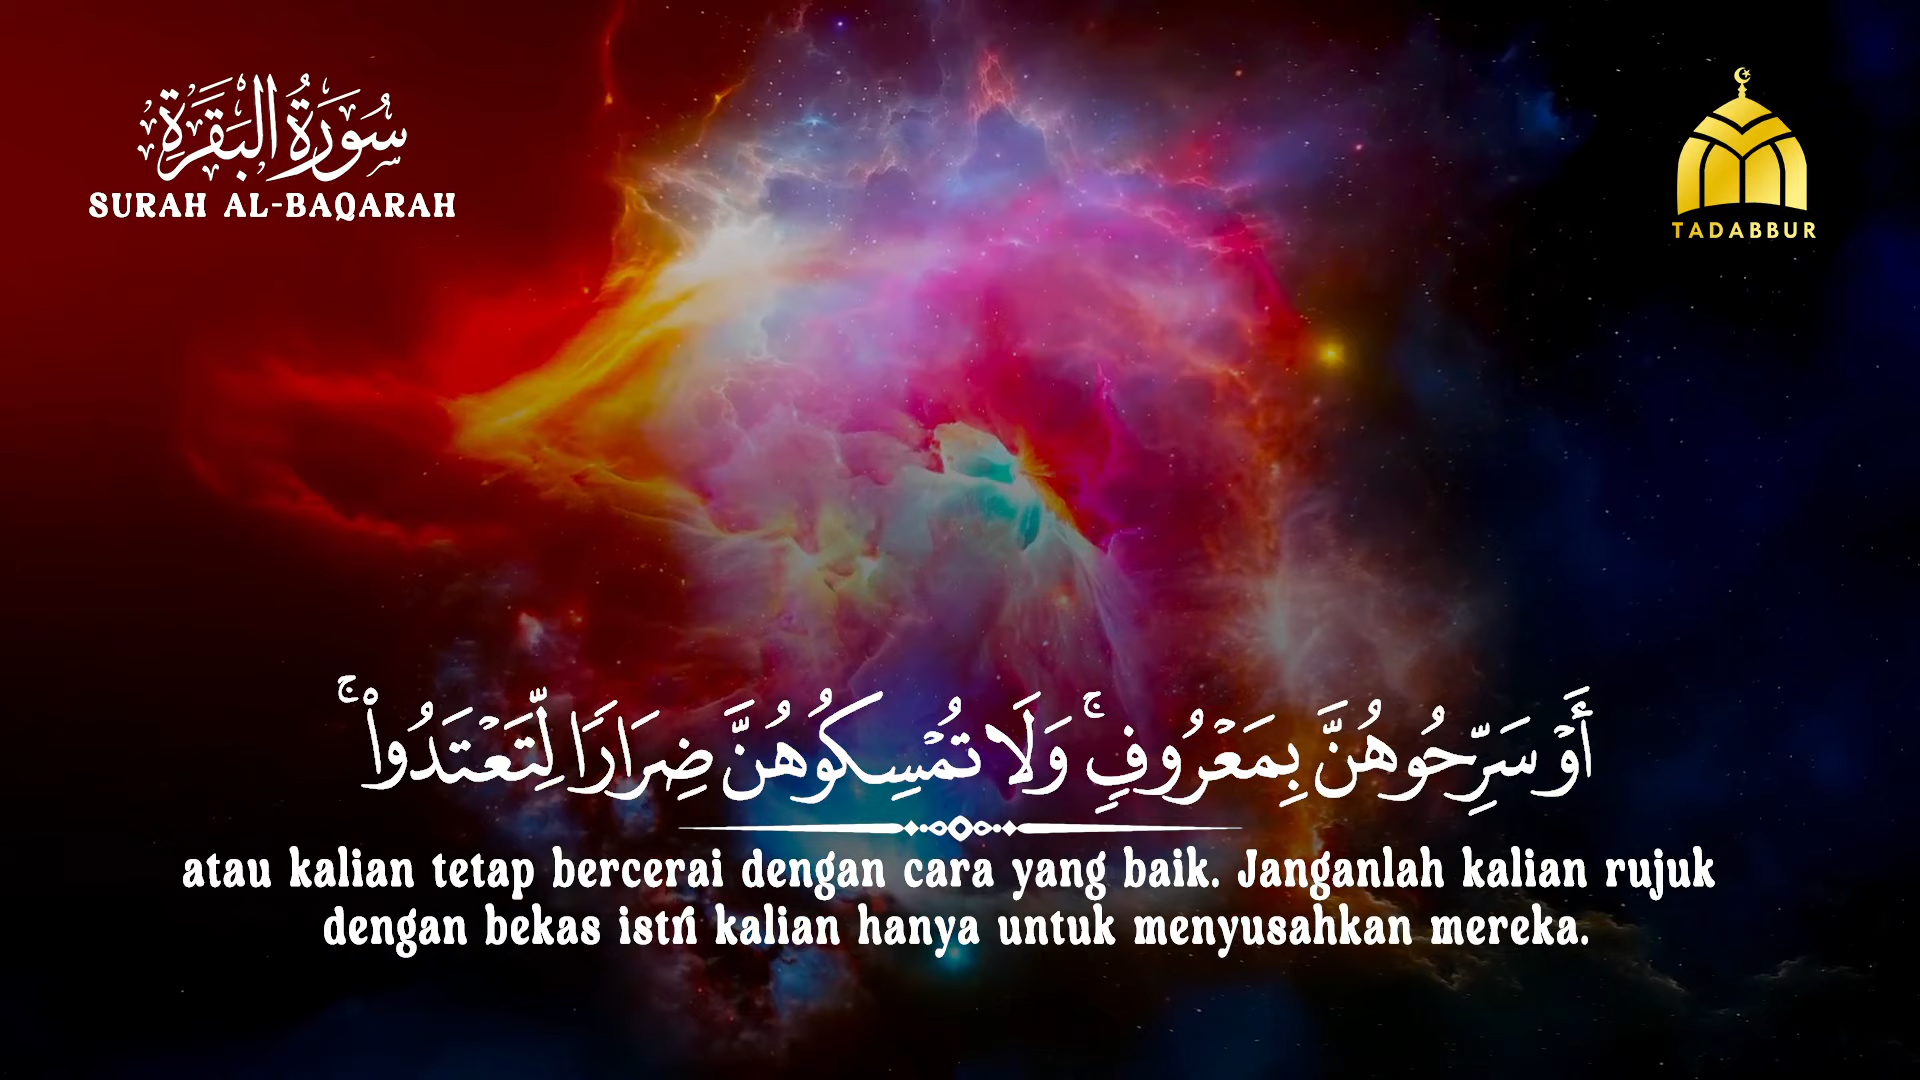 سُورَةُ البَقَرَةِ
SURAH AL-BAQARAH
TADABBUR
أَوْ سَرِّحُوهُنَّ بِمَعْرُوفٍ ۚ وَلَا تُمْسِكُوهُنَّ ضِرَارًا لِّتَعْتَدُوا۟ ۚ
atau kalian tetap bercerai dengan cara yang baik. Janganlah kalian rujuk
dengan bekas istri kalian hanya untuk menyusahkan mereka.